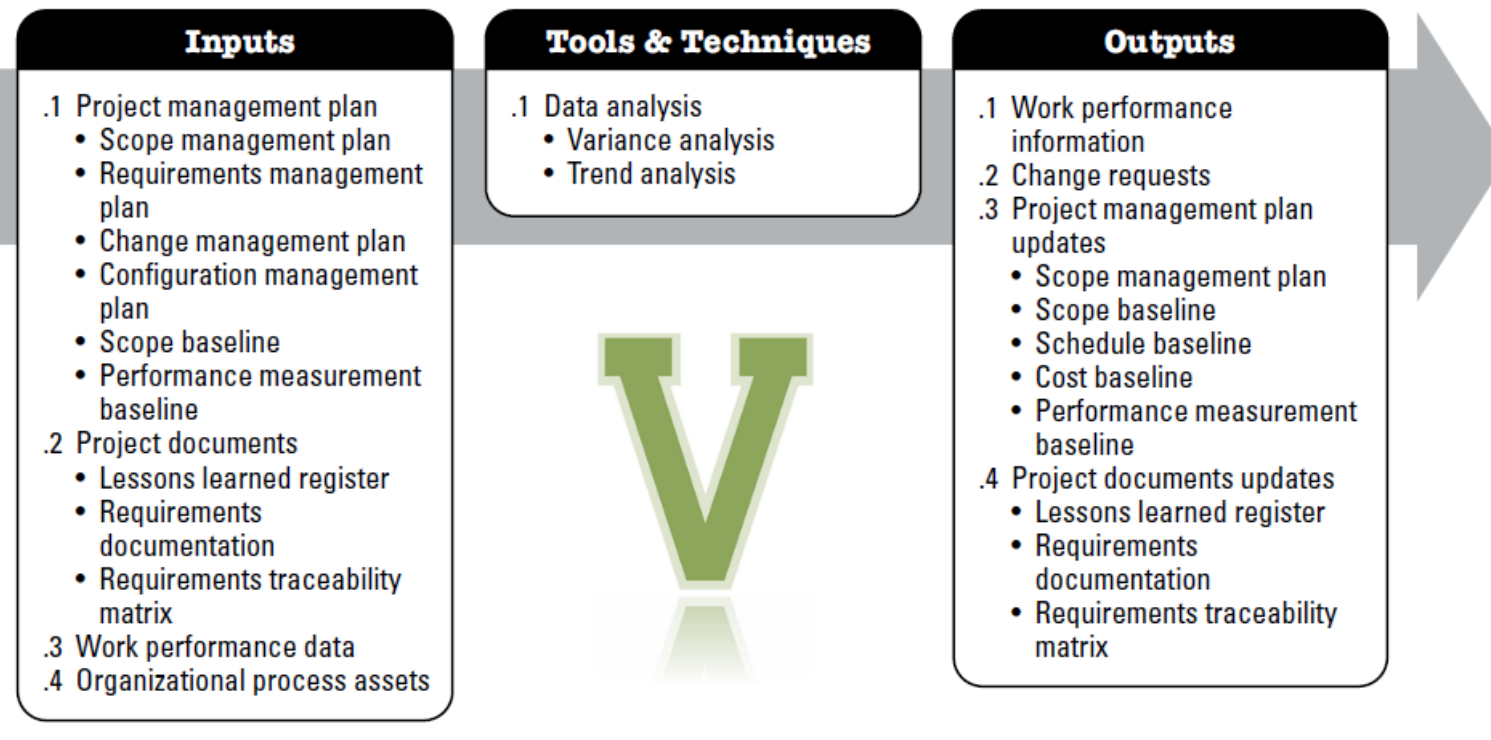 Inputs
.1 Project management plan
• Scope management plan
• Requirements management
plan
• Change management plan
• Configuration management
plan
• Scope baseline
• Performance measurement
baseline
.2 Project documents
• Lessons learned register
• Requirements
documentation
• Requirements traceability
matrix
.3 Work performance data
.4 Organizational process assets
Tools & Techniques
.1 Data analysis
• Variance analysis
• Trend analysis
V
Outputs
.1 Work performance
information
.2 Change requests
.3 Project management plan
updates
• Scope management plan
• Scope baseline
• Schedule baseline
• Cost baseline
• Performance measurement
baseline
.4 Project documents updates
• Lessons learned register
• Requirements
documentation
• Requirements traceability
matrix